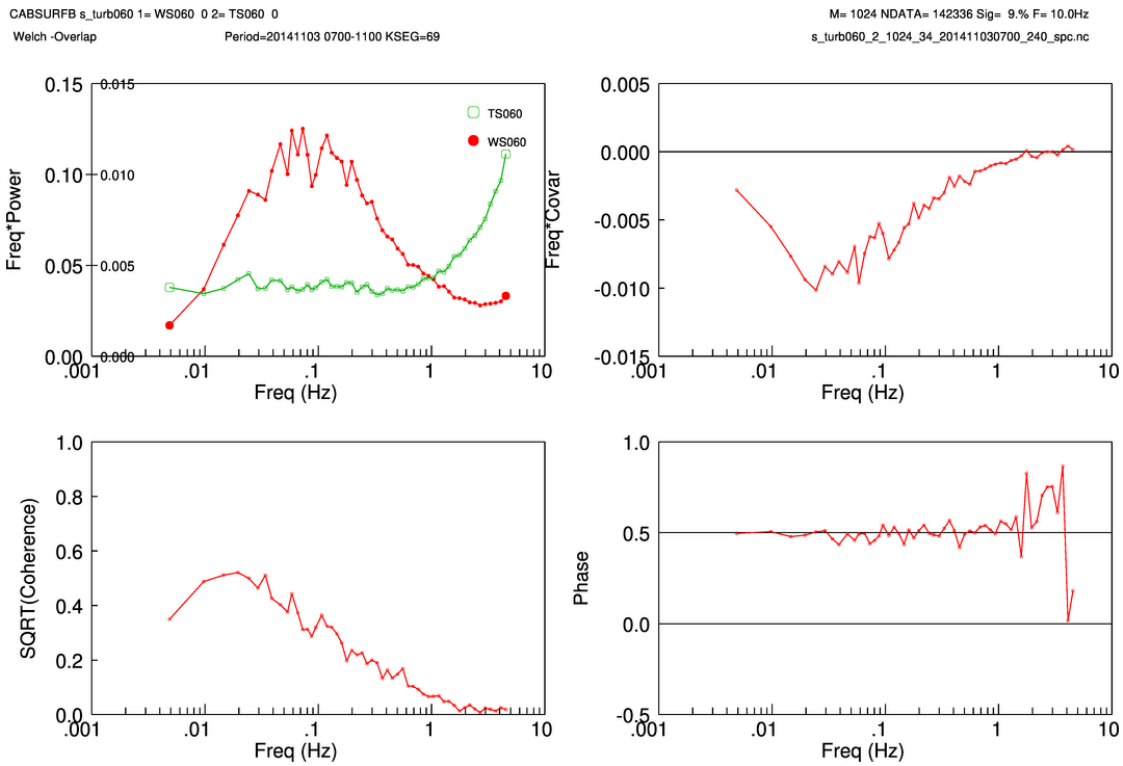 CABSURFB s_turb060 1= WS060 0 2= TS060 0
M= 1024 NDATA= 142336 Sig= 9.% F= 10.0Hz
Welch -Overlap
Period=20141103 0700-1100 KSEG=69
s_turb060_2_1024_34_201411030700_240_spc.nc
0.15
0.015
0.10
0.010
0.05
0.005
0.00
0.000
Freq*Power
TS060
WS060
.001
.01
.1
1
10
Freq (Hz)
0.005
0.000
-0.005
-0.010
-0.015
Freq*Covar
.001
.01
.1
1
10
Freq (Hz)
1.0
0.8
0.6
0.4
0.2
0.0
SQRT(Coherence)
.001
.01
.1
1
10
Freq (Hz)
1.0
0.5
0.0
-0.5
Phase
.001
.01
.1
1
10
Freq (Hz)